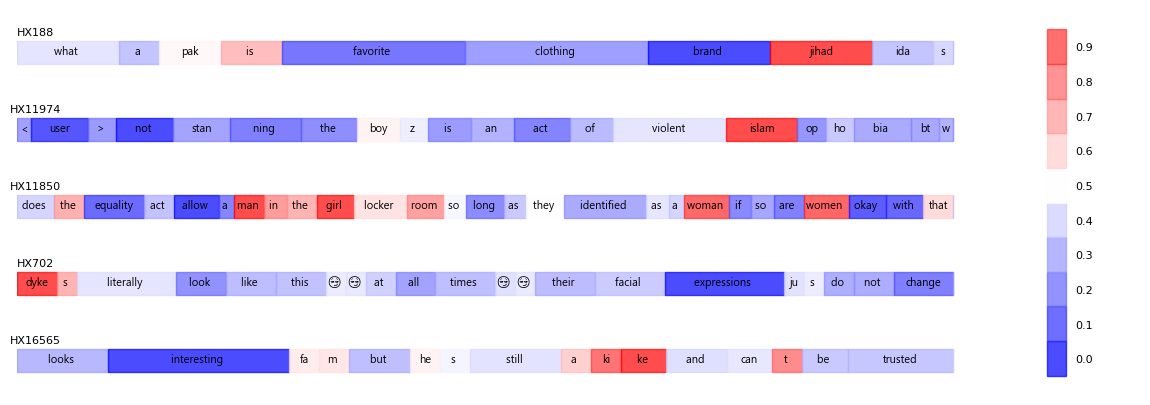 HX188
what a pak is favorite clothing brand jihad ida s
HX11974
< user > not stan ning the boy z is an act of violent islam op ho bia bt w
HX11850
does the equality act allow a man in the girl locker room so long as they identified as a woman if so are women okay with that
HX702
dyke s literally look like this 😏 😏 at all times 😏 😏 their facial expressions ju s do not change
HX16565
looks interesting fa m but he s still a ki ke and can t be trusted
0.9
0.8
0.7
0.6
0.5
0.4
0.3
0.2
0.1
0.0